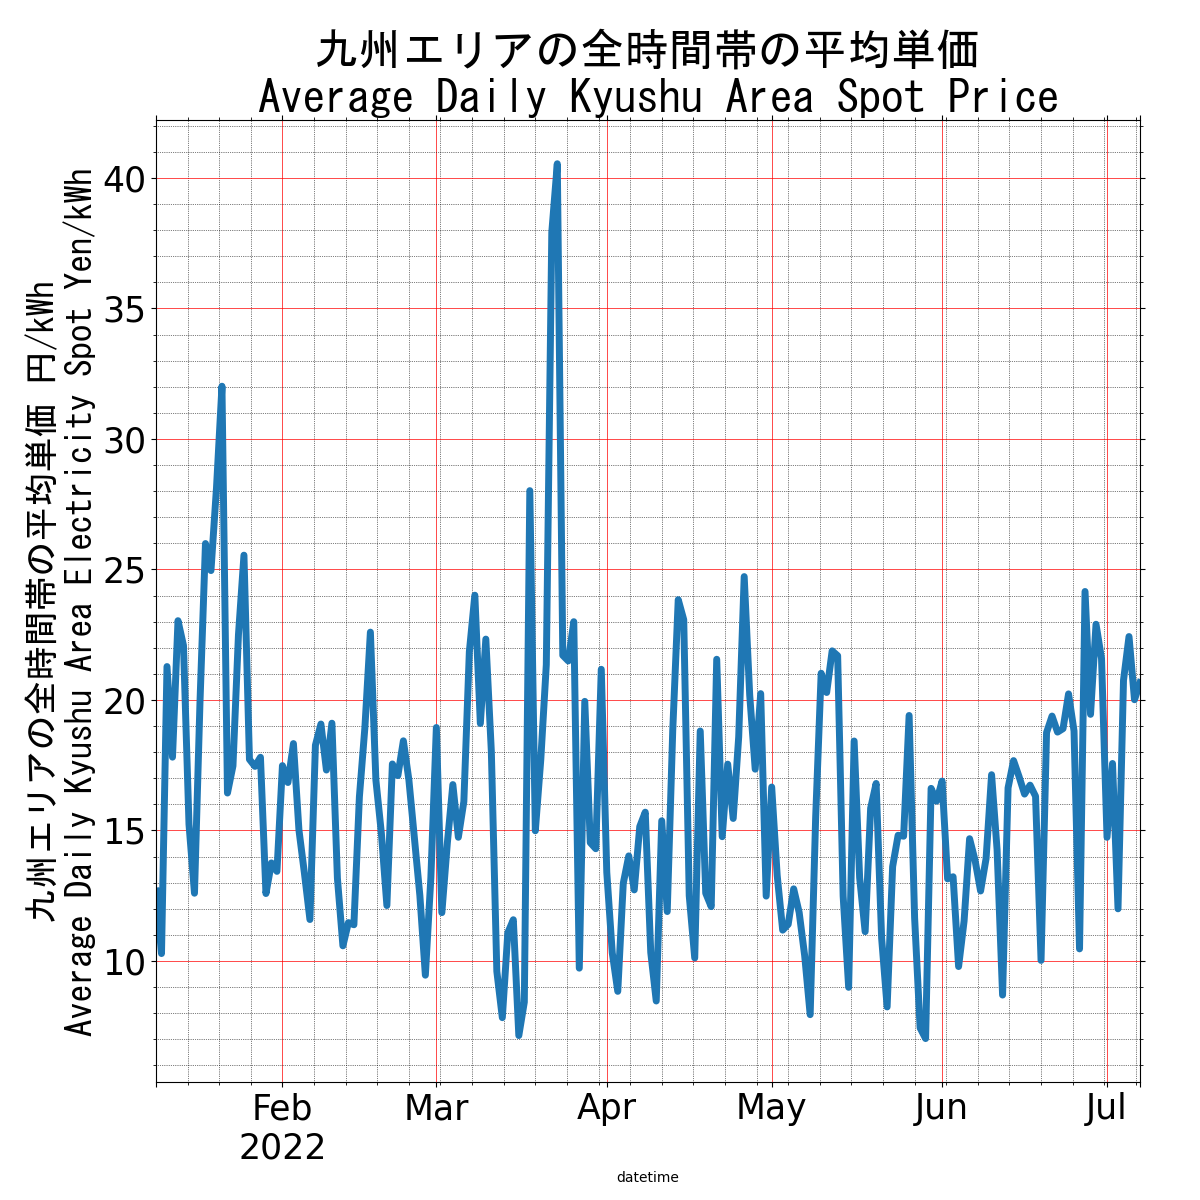 九州エリアの全時間帯の平均単価
Average Daily Kyushu Area Spot Price
九州エリアの全時間帯の平均単価 円/kWh
Average Daily Kyushu Area Electricity Spot Yen/kWh
40
35
30
25
20
15
10
Feb
2022
Mar
Apr
May
Jun
Jul
datetime